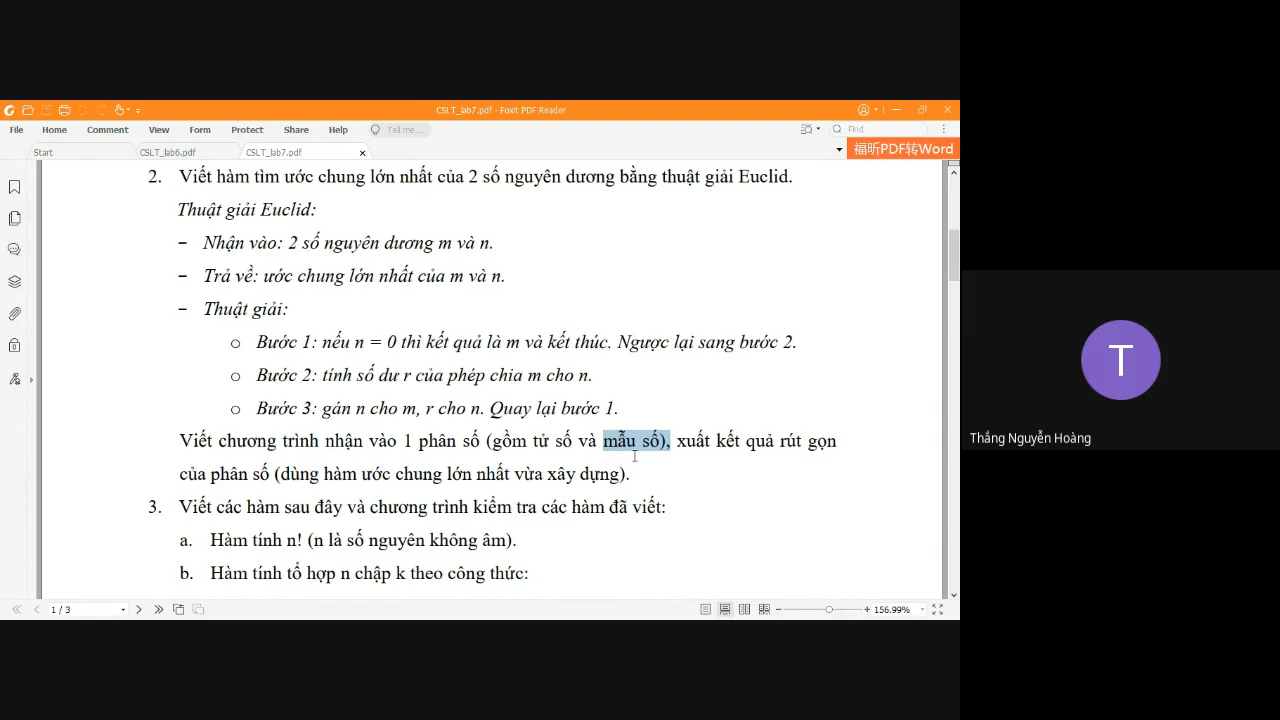 CSLT_lab7.pdf - Foxit PDF Reader
File Home Comment View Form Protect Share Help Tell me... Find
Start CSLT_lab6.pdf CSLT_lab7.pdf 福昕PDF转Word
2. Viết hàm tìm ước chung lớn nhất của 2 số nguyên dương bằng thuật giải Euclid.
Thuật giải Euclid:
– Nhận vào: 2 số nguyên dương m và n.
– Trả về: ước chung lớn nhất của m và n.
– Thuật giải:
o Bước 1: nếu n = 0 thì kết quả là m và kết thúc. Ngược lại sang bước 2.
T
o Bước 2: tính số dư r của phép chia m cho n.
o Bước 3: gán n cho m, r cho n. Quay lại bước 1.
Viết chương trình nhận vào 1 phân số (gồm tử số và mẫu số), xuất kết quả rút gọn
Thắng Nguyễn Hoàng
của phân số (dùng hàm ước chung lớn nhất vừa xây dựng).
3. Viết các hàm sau đây và chương trình kiểm tra các hàm đã viết:
a. Hàm tính n! (n là số nguyên không âm).
b. Hàm tính tổ hợp n chập k theo công thức:
1 / 3 156.99%